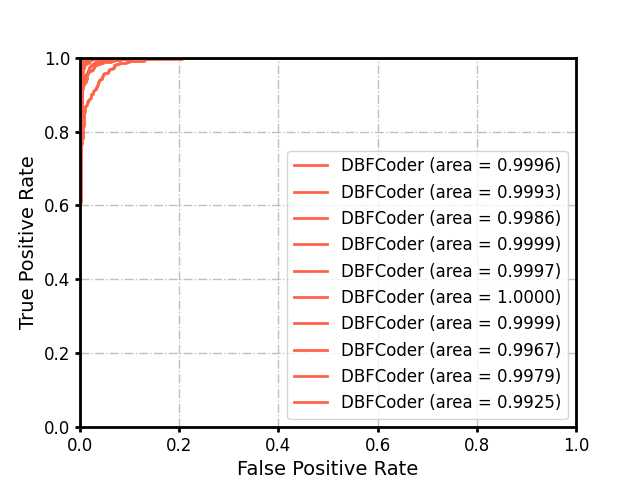 1.0
0.8
0.6
0.4
0.2
0.0
True Positive Rate
DBFCoder (area = 0.9996)
DBFCoder (area = 0.9993)
DBFCoder (area = 0.9986)
DBFCoder (area = 0.9999)
DBFCoder (area = 0.9997)
DBFCoder (area = 1.0000)
DBFCoder (area = 0.9999)
DBFCoder (area = 0.9967)
DBFCoder (area = 0.9979)
DBFCoder (area = 0.9925)
0.0 0.2 0.4 0.6 0.8 1.0
False Positive Rate